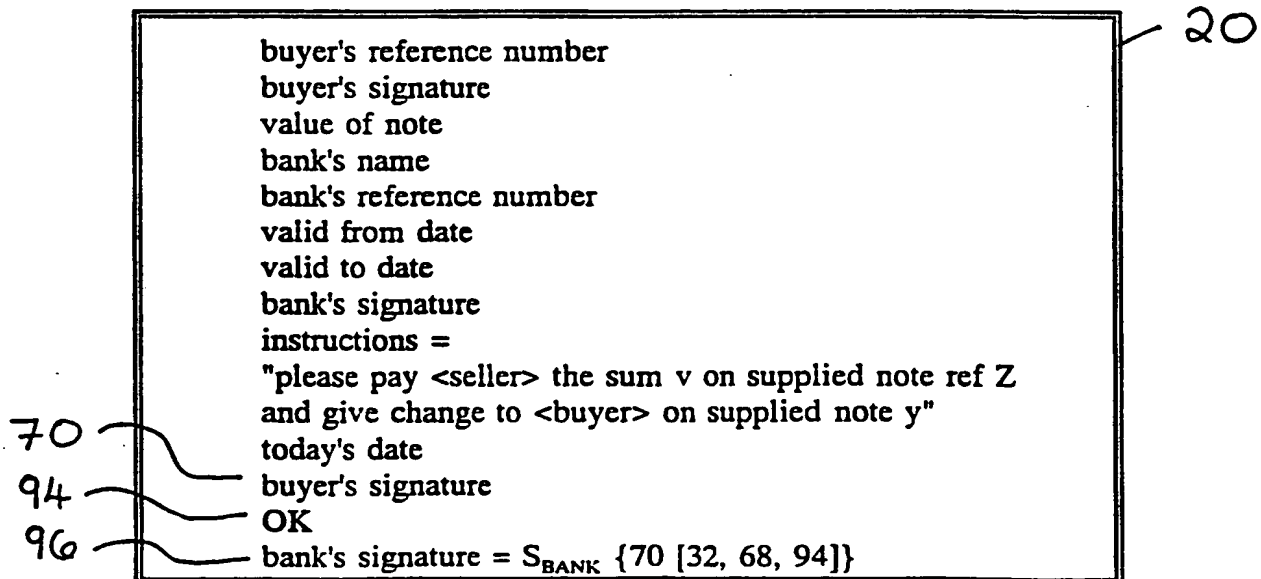 20
buyer's reference number
buyer's signature
value of note
bank's name
bank's reference number
valid from date
valid to date
bank's signature
instructions =
"please pay <seller> the sum v on supplied note ref Z
and give change to <buyer> on supplied note y"
today's date
70 buyer's signature
94 OK
96 bank's signature = S_BANK {70 [32, 68, 94]}